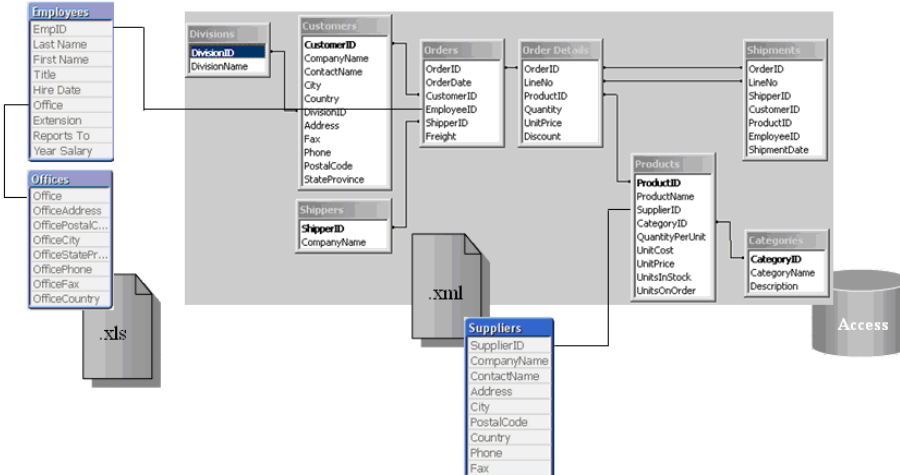 Employees
EmpID
Last Name
First Name
Title
Hire Date
Office
Extension
Reports To
Year Salary
Offices
Office
OfficeAddress
OfficePostalC...
OfficeCity
OfficeStatePr...
OfficePhone
OfficeFax
OfficeCountry
.xls
Divisions
DivisionID
DivisionName
Customers
CustomerID
CompanyName
ContactName
City
Country
DivisionID
Address
Fax
Phone
PostalCode
StateProvince
Shippers
ShipperID
CompanyName
Orders
OrderID
OrderDate
CustomerID
EmployeeID
ShipperID
Freight
Order Details
OrderID
LineNo
ProductID
Quantity
UnitPrice
Discount
Shipments
OrderID
LineNo
ShipperID
CustomerID
ProductID
EmployeeID
ShipmentDate
Products
ProductID
ProductName
SupplierID
CategoryID
QuantityPerUnit
UnitCost
UnitPrice
UnitsInStock
UnitsOnOrder
Categories
CategoryID
CategoryName
Description
Access
.xml
Suppliers
SupplierID
CompanyName
ContactName
Address
City
PostalCode
Country
Phone
Fax